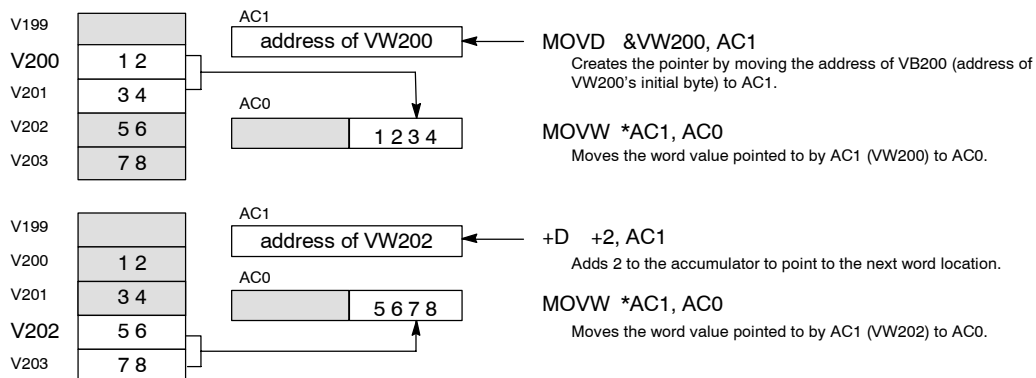 V199
V200
1 2
V201
3 4
V202
5 6
V203
7 8
AC1
address of VW200
AC0
1 2 3 4
MOVD &VW200, AC1
Creates the pointer by moving the address of VB200 (address of
VW200's initial byte) to AC1.
MOVW *AC1, AC0
Moves the word value pointed to by AC1 (VW200) to AC0.
V199
V200
1 2
V201
3 4
V202
5 6
V203
7 8
AC1
address of VW202
AC0
5 6 7 8
+D +2, AC1
Adds 2 to the accumulator to point to the next word location.
MOVW *AC1, AC0
Moves the word value pointed to by AC1 (VW202) to AC0.